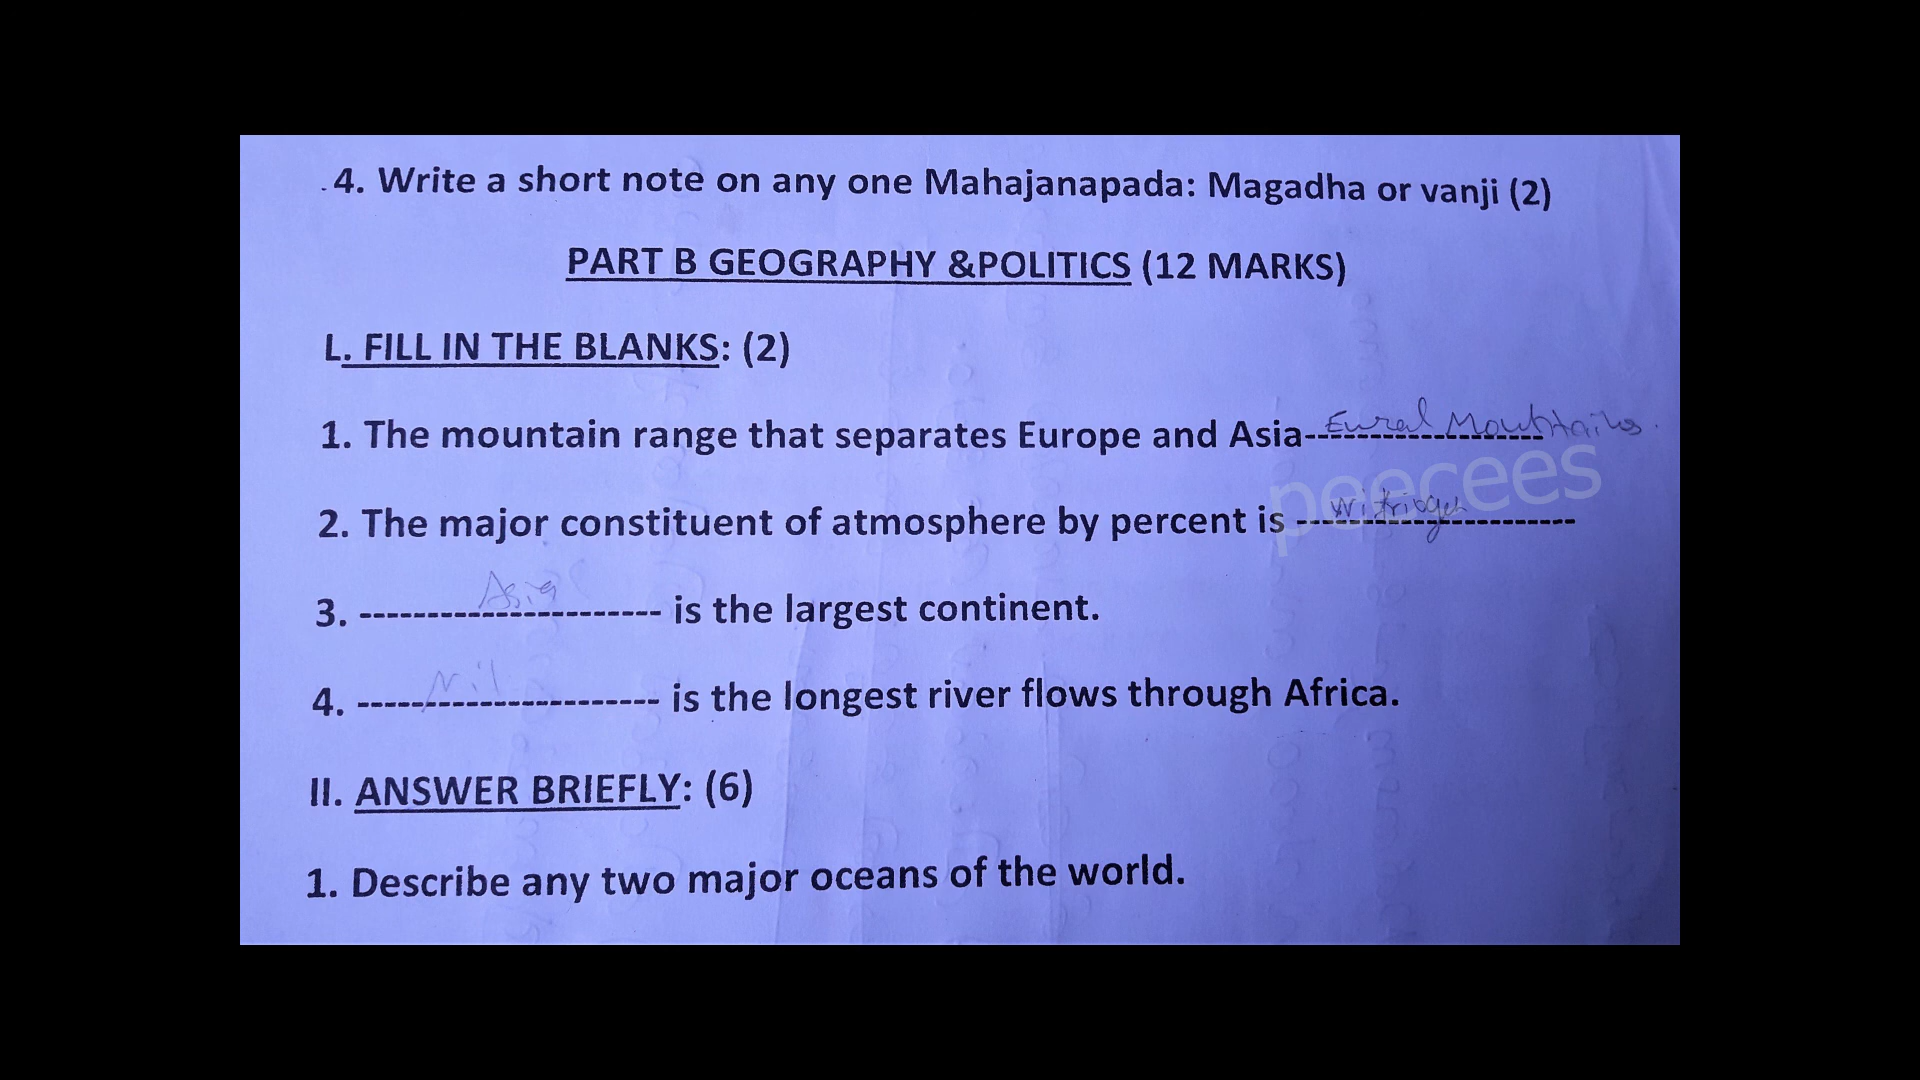 4. Write a short note on any one Mahajanapada: Magadha or vanji (2)
PART B GEOGRAPHY &POLITICS (12 MARKS)
I. FILL IN THE BLANKS: (2)
1. The mountain range that separates Europe and Asia---------------------- Eural Mountains.
peecees
2. The major constituent of atmosphere by percent is ----------------------
3. ---------------------- Asia is the largest continent.
4. ---------------------- Nil is the longest river flows through Africa.
II. ANSWER BRIEFLY: (6)
1. Describe any two major oceans of the world.